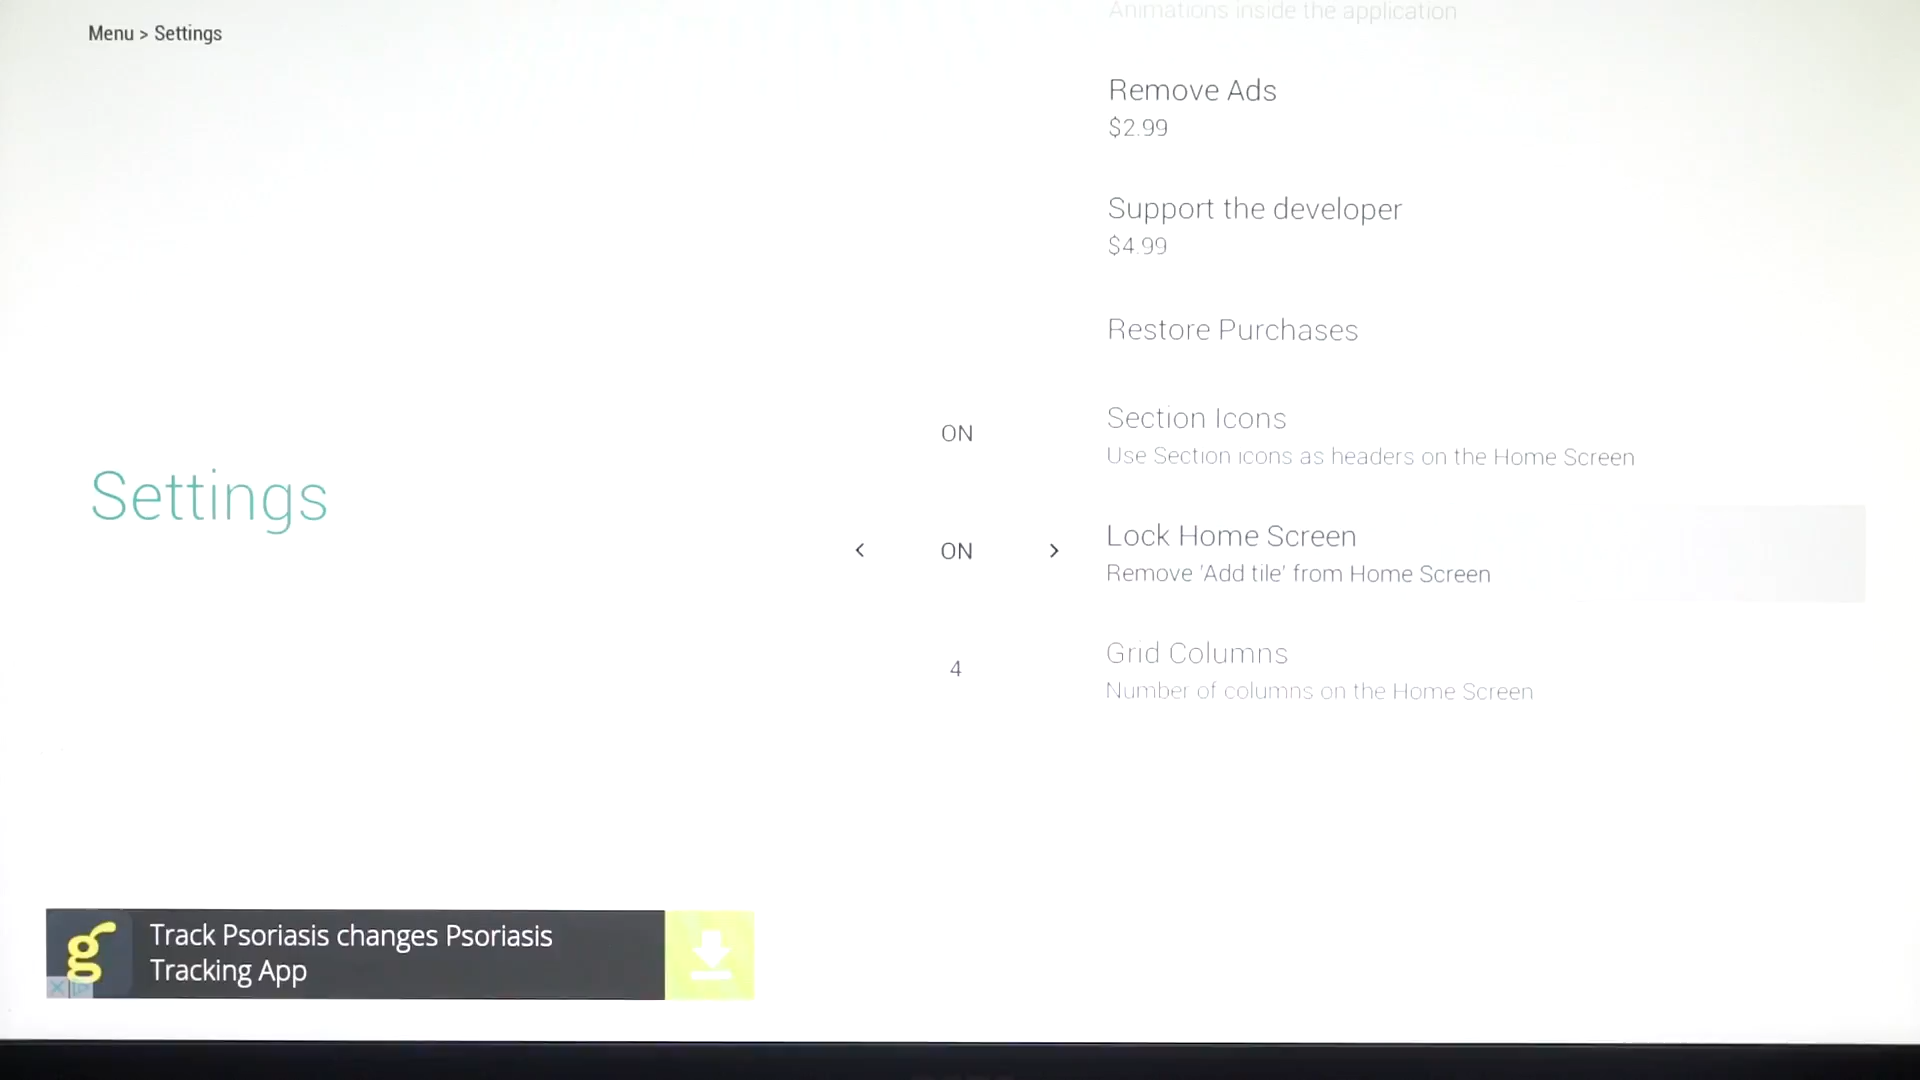 Menu > Settings
Animations inside the application
Remove Ads
$2.99
Support the developer
$4.99
Restore Purchases
ON
Section Icons
Use Section icons as headers on the Home Screen
Settings
< ON >
Lock Home Screen
Remove 'Add tile' from Home Screen
4
Grid Columns
Number of columns on the Home Screen
g
Track Psoriasis changes Psoriasis
Tracking App